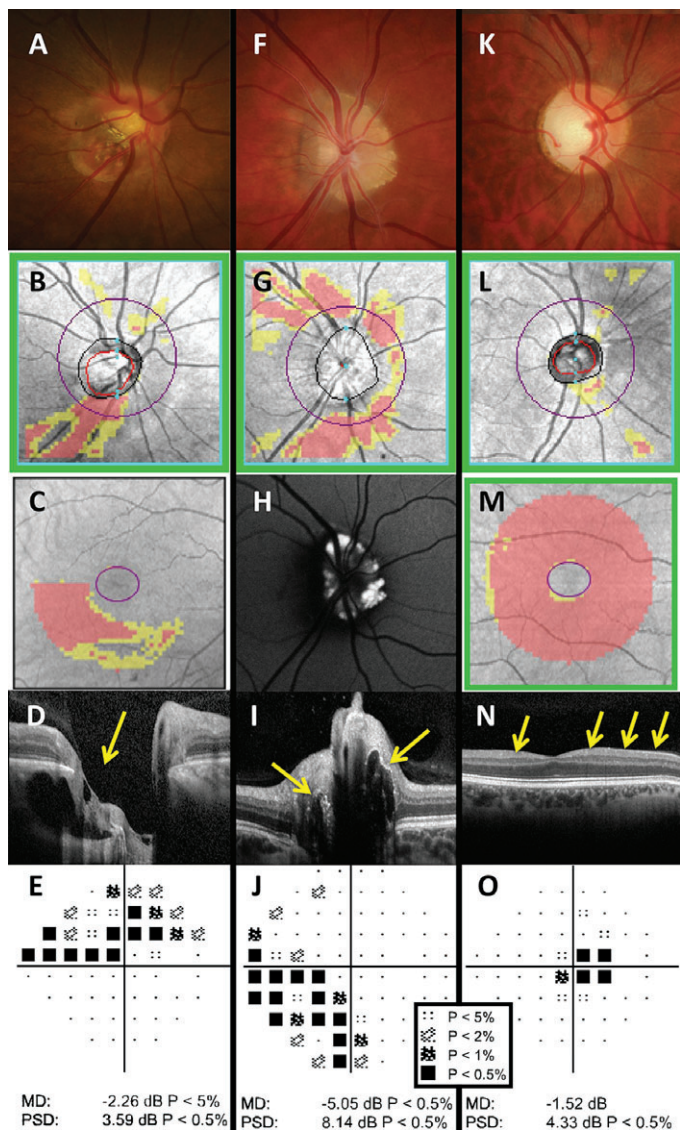 A F K
B G L
C H M
D I N
E J O
P < 5%
P < 2%
P < 1%
P < 0.5%
MD: -2.26 dB P < 5%
PSD: 3.59 dB P < 0.5%
MD: -5.05 dB P < 0.5%
PSD: 8.14 dB P < 0.5%
MD: -1.52 dB
PSD: 4.33 dB P < 0.5%